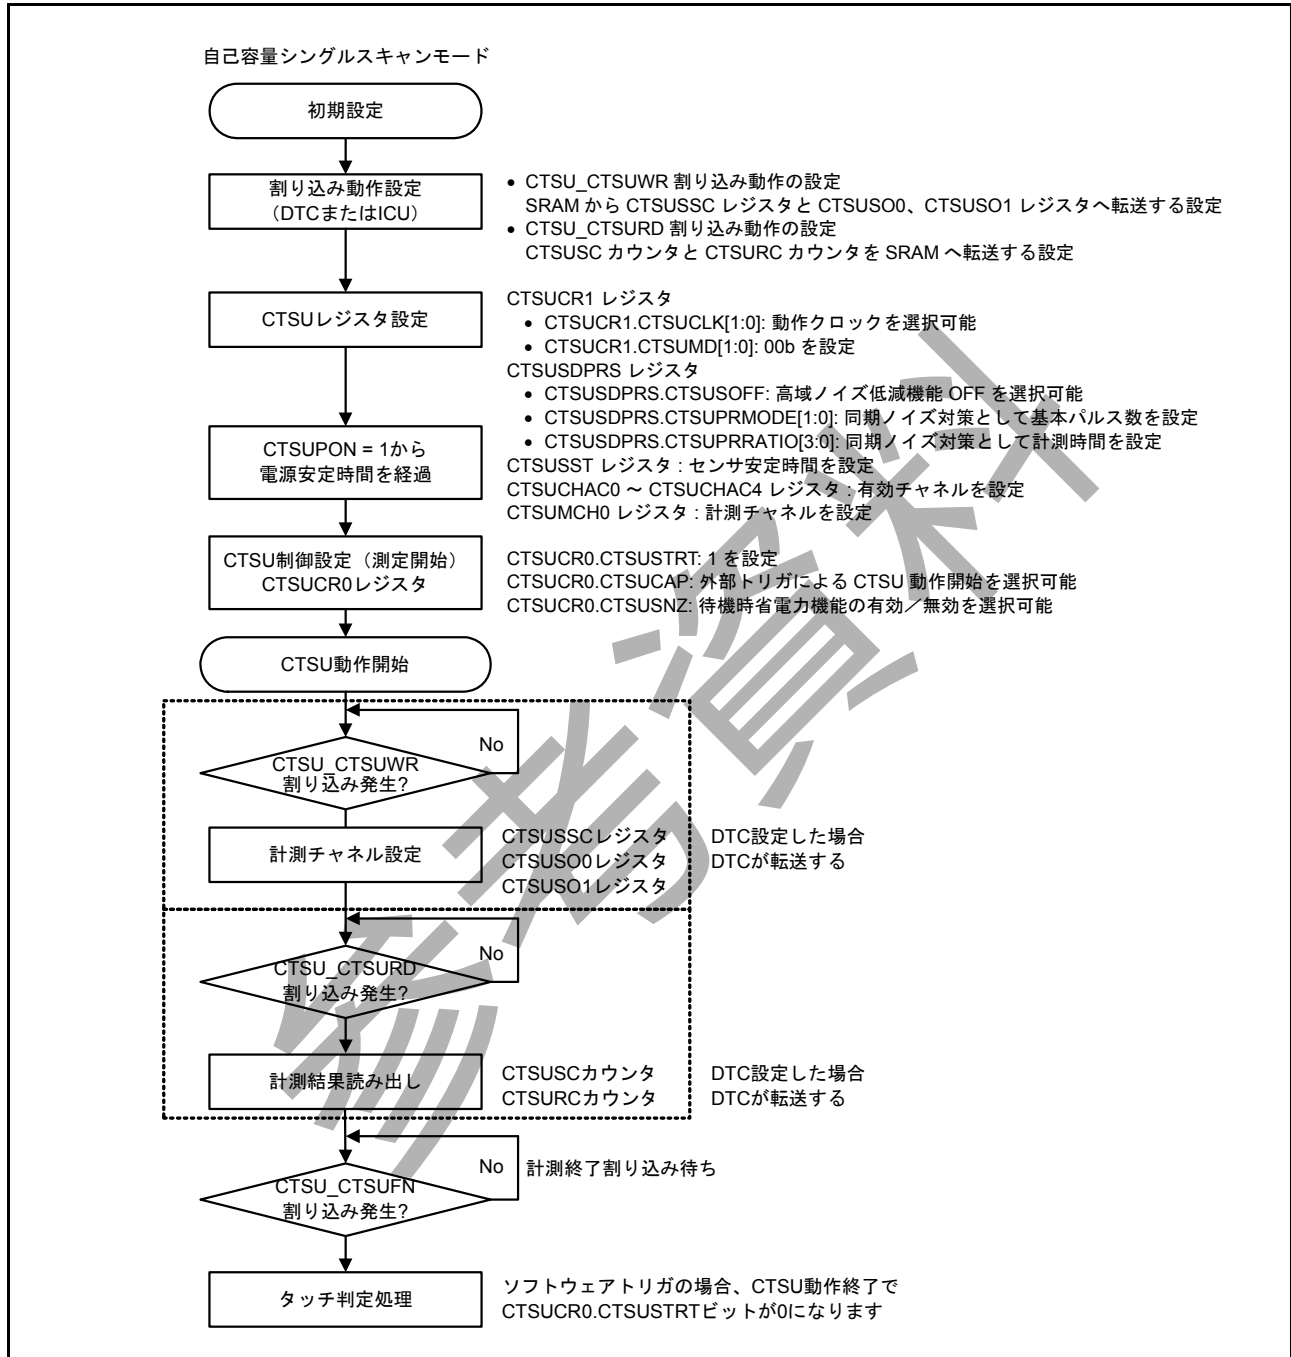 自己容量シングルスキャンモード
初期設定
割り込み動作設定
（DTCまたはICU）
• CTSU_CTSUWR 割り込み動作の設定
SRAM から CTSUSSC レジスタと CTSUSO0、CTSUSO1 レジスタへ転送する設定
• CTSU_CTSURD 割り込み動作の設定
CTSUSC カウンタと CTSURC カウンタを SRAM へ転送する設定
CTSUレジスタ設定
CTSUCR1 レジスタ
• CTSUCR1.CTSUCLK[1:0]: 動作クロックを選択可能
• CTSUCR1.CTSUMD[1:0]: 00b を設定
CTSUSDPRS レジスタ
• CTSUSDPRS.CTSUSOFF: 高域ノイズ低減機能 OFF を選択可能
• CTSUSDPRS.CTSUPRMODE[1:0]: 同期ノイズ対策として基本パルス数を設定
• CTSUSDPRS.CTSUPRRATIO[3:0]: 同期ノイズ対策として計測時間を設定
CTSUSST レジスタ : センサ安定時間を設定
CTSUCHAC0 ～ CTSUCHAC4 レジスタ : 有効チャネルを設定
CTSUMCH0 レジスタ : 計測チャネルを設定
CTSUPON = 1から
電源安定時間を経過
CTSU制御設定（測定開始）
CTSUCR0レジスタ
CTSUCR0.CTSUSTRT: 1 を設定
CTSUCR0.CTSUCAP: 外部トリガによる CTSU 動作開始を選択可能
CTSUCR0.CTSUSNZ: 待機時省電力機能の有効／無効を選択可能
CTSU動作開始
No
CTSU_CTSUWR
割り込み発生?
計測チャネル設定
CTSUSSCレジスタ
CTSUSO0レジスタ
CTSUSO1レジスタ
DTC設定した場合
DTCが転送する
No
CTSU_CTSURD
割り込み発生?
計測結果読み出し
CTSUSCカウンタ
CTSURCカウンタ
DTC設定した場合
DTCが転送する
No
計測終了割り込み待ち
CTSU_CTSUFN
割り込み発生?
タッチ判定処理
ソフトウェアトリガの場合、CTSU動作終了で
CTSUCR0.CTSUSTRTビットが0になります
参考資料